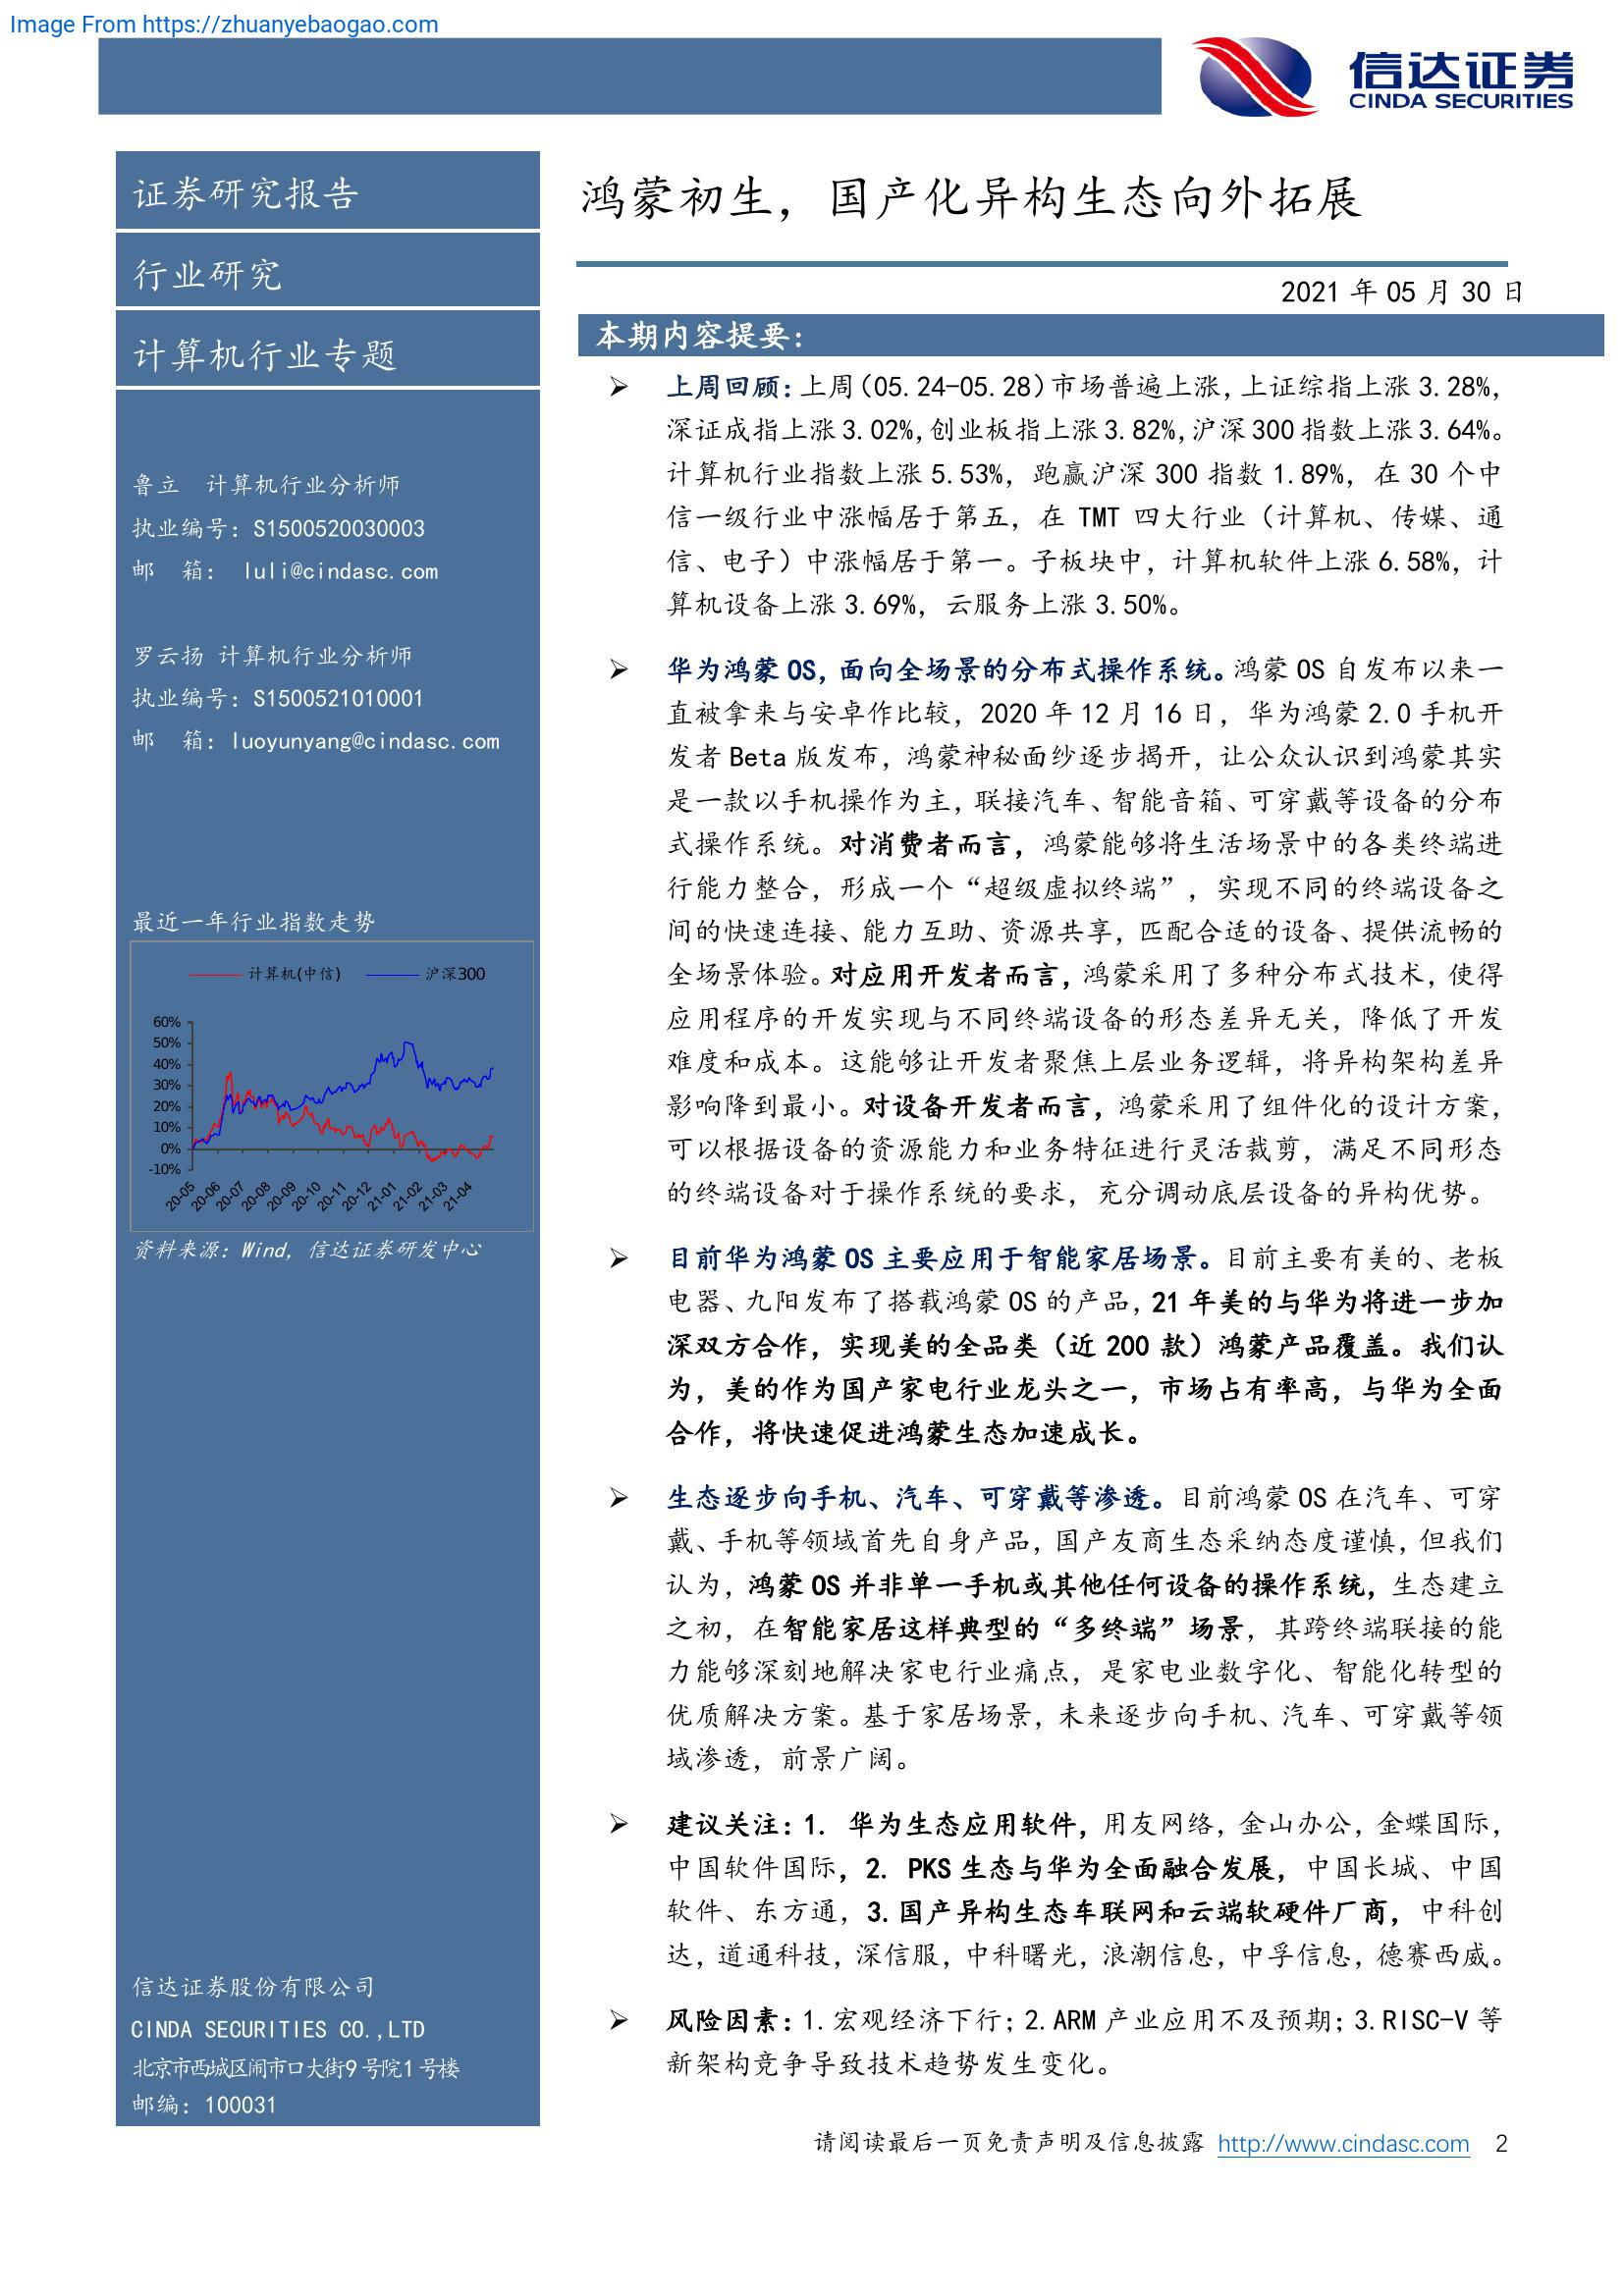 Image From https://zhuanyebaogao.com
信达证券
CINDA SECURITIES
证券研究报告
行业研究
计算机行业专题
鲁立 计算机行业分析师
执业编号：S1500520030003
邮 箱： luli@cindasc.com
罗云扬 计算机行业分析师
执业编号：S1500521010001
邮 箱：luoyunyang@cindasc.com
最近一年行业指数走势
计算机(中信) 沪深300
60%
50%
40%
30%
20%
10%
0%
-10%
20-05 20-06 20-07 20-08 20-09 20-10 20-11 20-12 21-01 21-02 21-03 21-04
资料来源：Wind，信达证券研发中心
信达证券股份有限公司
CINDA SECURITIES CO.,LTD
北京市西城区闹市口大街9号院1号楼
邮编：100031
鸿蒙初生，国产化异构生态向外拓展
2021 年 05 月 30 日
本期内容提要：
➢ 上周回顾：上周（05.24-05.28）市场普遍上涨，上证综指上涨 3.28%，
深证成指上涨 3.02%，创业板指上涨 3.82%，沪深 300 指数上涨 3.64%。
计算机行业指数上涨 5.53%，跑赢沪深 300 指数 1.89%，在 30 个中
信一级行业中涨幅居于第五，在 TMT 四大行业（计算机、传媒、通
信、电子）中涨幅居于第一。子板块中，计算机软件上涨 6.58%，计
算机设备上涨 3.69%，云服务上涨 3.50%。
➢ 华为鸿蒙 OS，面向全场景的分布式操作系统。鸿蒙 OS 自发布以来一
直被拿来与安卓作比较，2020 年 12 月 16 日，华为鸿蒙 2.0 手机开
发者 Beta 版发布，鸿蒙神秘面纱逐步揭开，让公众认识到鸿蒙其实
是一款以手机操作为主，联接汽车、智能音箱、可穿戴等设备的分布
式操作系统。对消费者而言，鸿蒙能够将生活场景中的各类终端进
行能力整合，形成一个“超级虚拟终端”，实现不同的终端设备之
间的快速连接、能力互助、资源共享，匹配合适的设备、提供流畅的
全场景体验。对应用开发者而言，鸿蒙采用了多种分布式技术，使得
应用程序的开发实现与不同终端设备的形态差异无关，降低了开发
难度和成本。这能够让开发者聚焦上层业务逻辑，将异构架构差异
影响降到最小。对设备开发者而言，鸿蒙采用了组件化的设计方案，
可以根据设备的资源能力和业务特征进行灵活裁剪，满足不同形态
的终端设备对于操作系统的要求，充分调动底层设备的异构优势。
➢ 目前华为鸿蒙 OS 主要应用于智能家居场景。目前主要有美的、老板
电器、九阳发布了搭载鸿蒙 OS 的产品，21 年美的与华为将进一步加
深双方合作，实现美的全品类（近 200 款）鸿蒙产品覆盖。我们认
为，美的作为国产家电行业龙头之一，市场占有率高，与华为全面
合作，将快速促进鸿蒙生态加速成长。
➢ 生态逐步向手机、汽车、可穿戴等渗透。目前鸿蒙 OS 在汽车、可穿
戴、手机等领域首先自身产品，国产友商生态采纳态度谨慎，但我们
认为，鸿蒙 OS 并非单一手机或其他任何设备的操作系统，生态建立
之初，在智能家居这样典型的“多终端”场景，其跨终端联接的能
力能够深刻地解决家电行业痛点，是家电业数字化、智能化转型的
优质解决方案。基于家居场景，未来逐步向手机、汽车、可穿戴等领
域渗透，前景广阔。
➢ 建议关注：1. 华为生态应用软件，用友网络，金山办公，金蝶国际，
中国软件国际，2. PKS 生态与华为全面融合发展，中国长城、中国
软件、东方通，3.国产异构生态车联网和云端软硬件厂商，中科创
达，道通科技，深信服，中科曙光，浪潮信息，中孚信息，德赛西威。
➢ 风险因素：1.宏观经济下行；2.ARM 产业应用不及预期；3.RISC-V 等
新架构竞争导致技术趋势发生变化。
请阅读最后一页免责声明及信息披露 http://www.cindasc.com 2